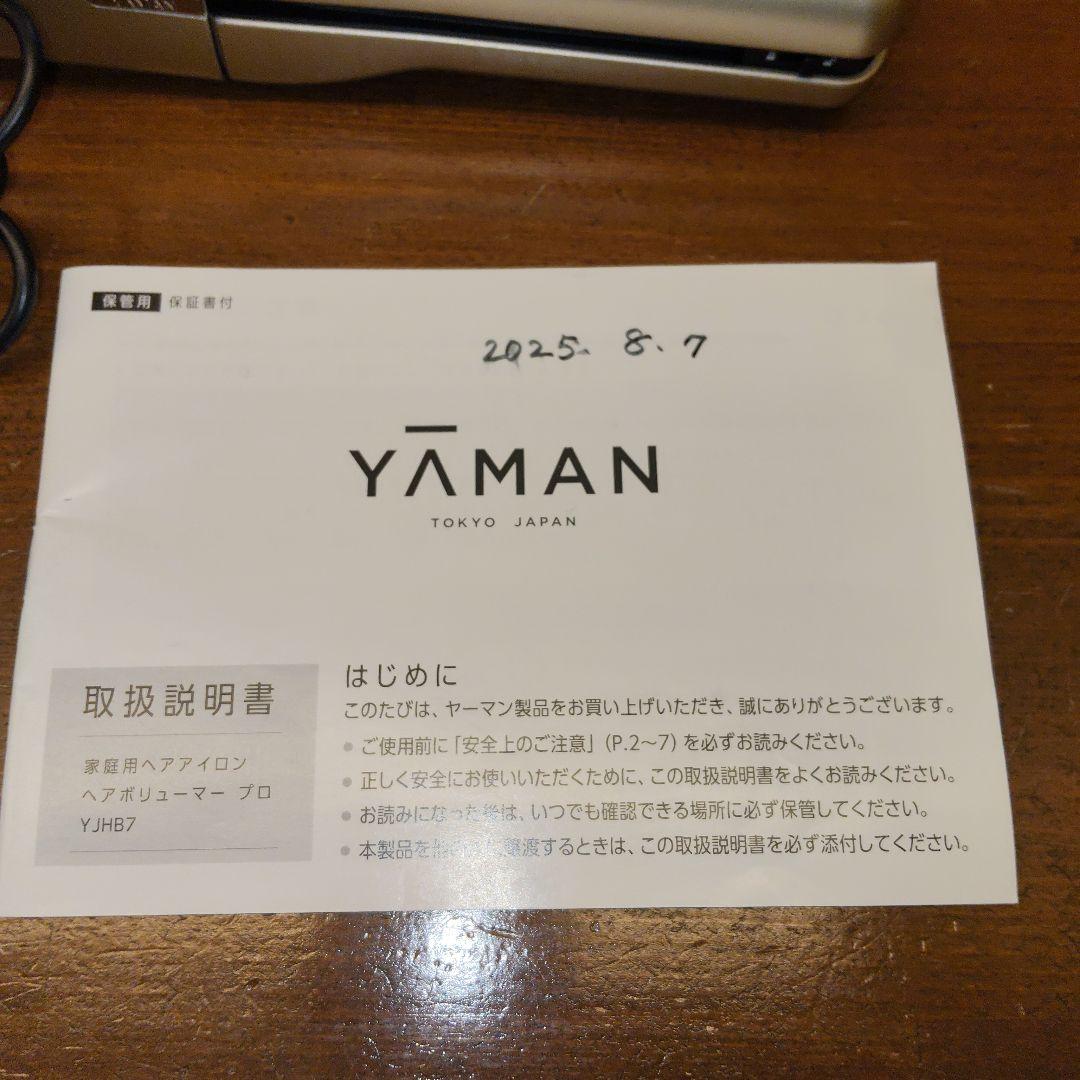 保管用 保証書付
2025. 8. 7
YAMAN
TOKYO JAPAN
取扱説明書
家庭用ヘアアイロン
ヘアボリューマー プロ
YJHB7
はじめに
このたびは、ヤーマン製品をお買い上げいただき、誠にありがとうございます。
● ご使用前に「安全上のご注意」(P.2〜7)を必ずお読みください。
● 正しく安全にお使いいただくために、この取扱説明書をよくお読みください。
● お読みになった後は、いつでも確認できる場所に必ず保管してください。
● 本製品を 譲渡するときは、この取扱説明書を必ず添付してください。